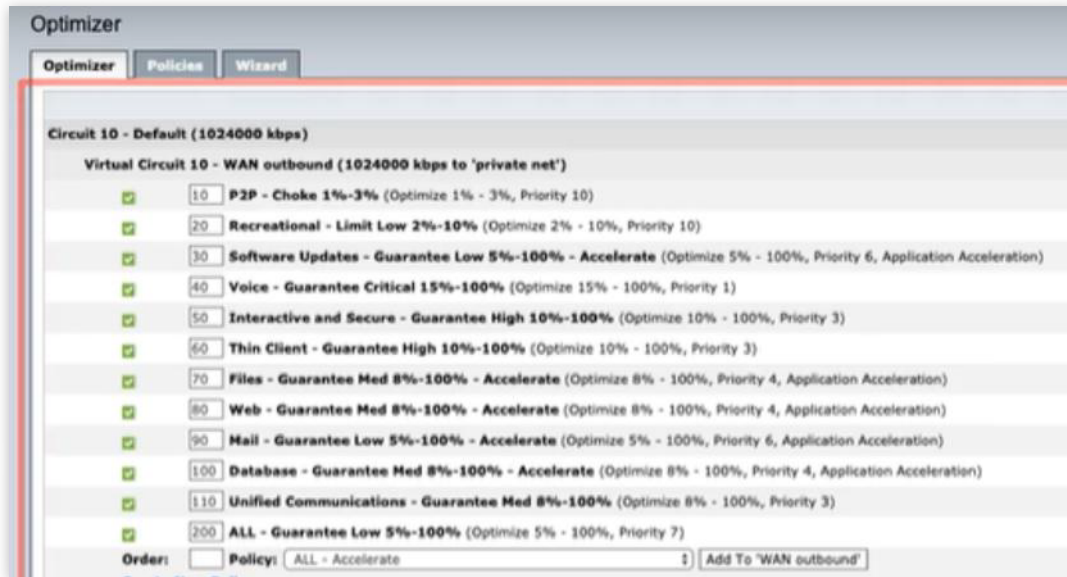 Optimizer
Optimizer Policies Wizard
Circuit 10 - Default (1024000 kbps)
Virtual Circuit 10 - WAN outbound (1024000 kbps to 'private net')
10 P2P - Choke 1%-3% (Optimize 1% - 3%, Priority 10)
20 Recreational - Limit Low 2%-10% (Optimize 2% - 10%, Priority 10)
30 Software Updates - Guarantee Low 5%-100% - Accelerate (Optimize 5% - 100%, Priority 6, Application Acceleration)
40 Voice - Guarantee Critical 15%-100% (Optimize 15% - 100%, Priority 1)
50 Interactive and Secure - Guarantee High 10%-100% (Optimize 10% - 100%, Priority 3)
60 Thin Client - Guarantee High 10%-100% (Optimize 10% - 100%, Priority 3)
70 Files - Guarantee Med 8%-100% - Accelerate (Optimize 8% - 100%, Priority 4, Application Acceleration)
80 Web - Guarantee Med 8%-100% - Accelerate (Optimize 8% - 100%, Priority 4, Application Acceleration)
90 Mail - Guarantee Low 5%-100% - Accelerate (Optimize 5% - 100%, Priority 6, Application Acceleration)
100 Database - Guarantee Med 8%-100% - Accelerate (Optimize 8% - 100%, Priority 4, Application Acceleration)
110 Unified Communications - Guarantee Med 8%-100% (Optimize 8% - 100%, Priority 3)
200 ALL - Guarantee Low 5%-100% (Optimize 5% - 100%, Priority 7)
Order: Policy: ALL - Accelerate Add To 'WAN outbound'